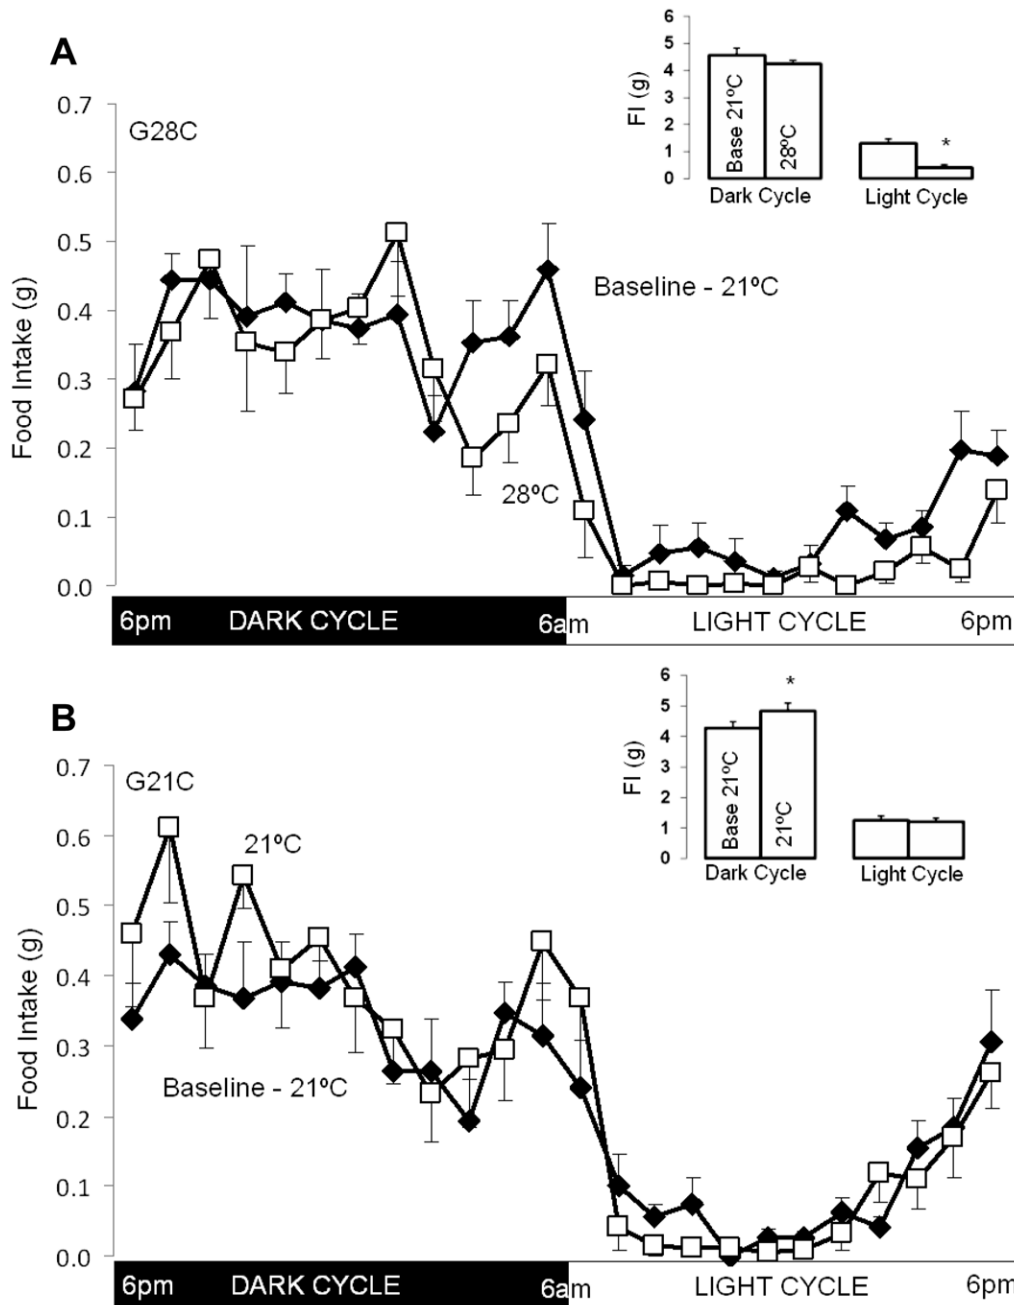 A
6
5
4
3
2
1
0
FI (g)
Base 21ºC
28ºC
*
Dark Cycle
Light Cycle
G28C
0.7
0.6
0.5
0.4
0.3
0.2
0.1
0.0
Food Intake (g)
Baseline - 21ºC
28ºC
6pm
DARK CYCLE
6am
LIGHT CYCLE
6pm
B
6
5
4
3
2
1
0
FI (g)
Base 21ºC
21ºC
*
Dark Cycle
Light Cycle
G21C
21ºC
0.7
0.6
0.5
0.4
0.3
0.2
0.1
0.0
Food Intake (g)
Baseline - 21ºC
6pm
DARK CYCLE
6am
LIGHT CYCLE
6pm